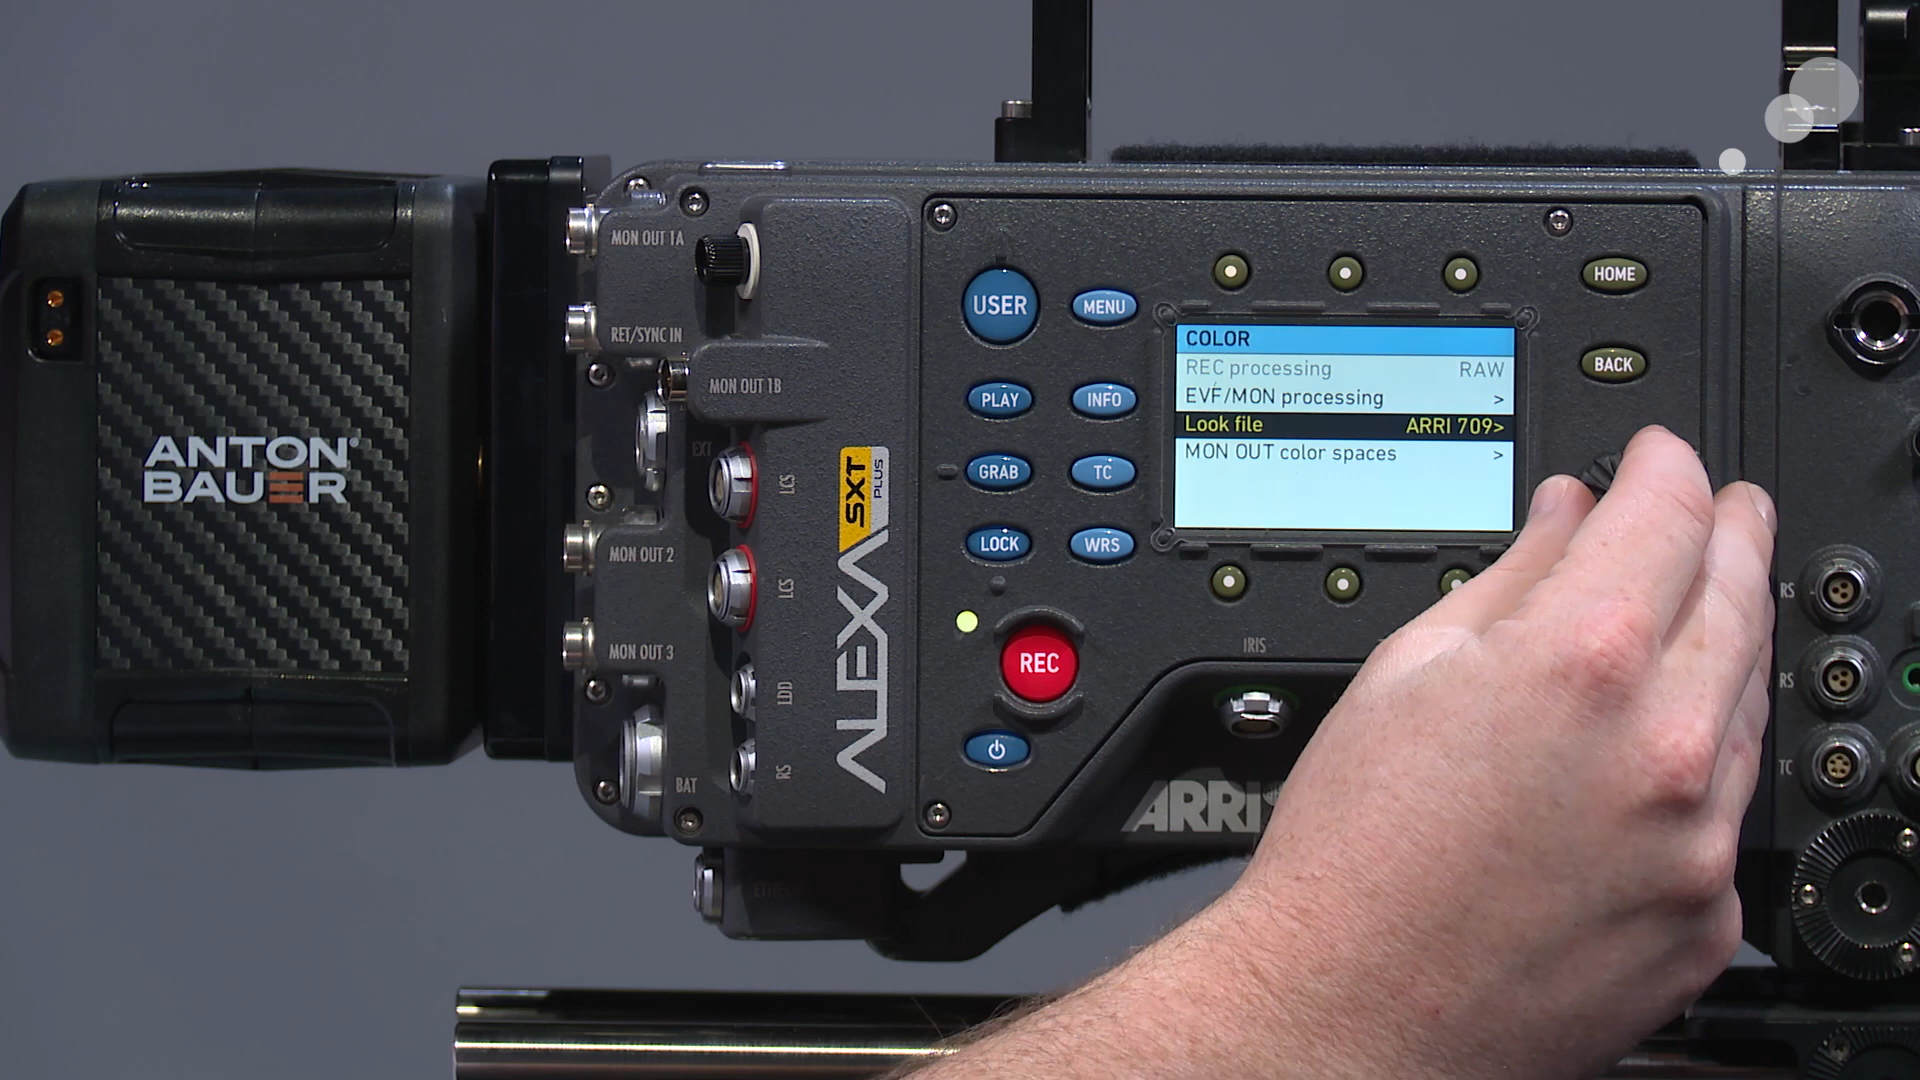 MON OUT 1A
RET/SYNC IN
MON OUT 1B
EXT
LCS
MON OUT 2
LCS
MON OUT 3
LDD
BAT
RS
ANTON®
BAUER
SXT
PLUS
ALEXA
USER
MENU
PLAY
INFO
GRAB
TC
LOCK
WRS
REC
HOME
BACK
COLOR
REC processing RAW
EVF/MON processing >
Look file ARRI 709>
MON OUT color spaces >
IRIS
ARRI
RS
RS
TC